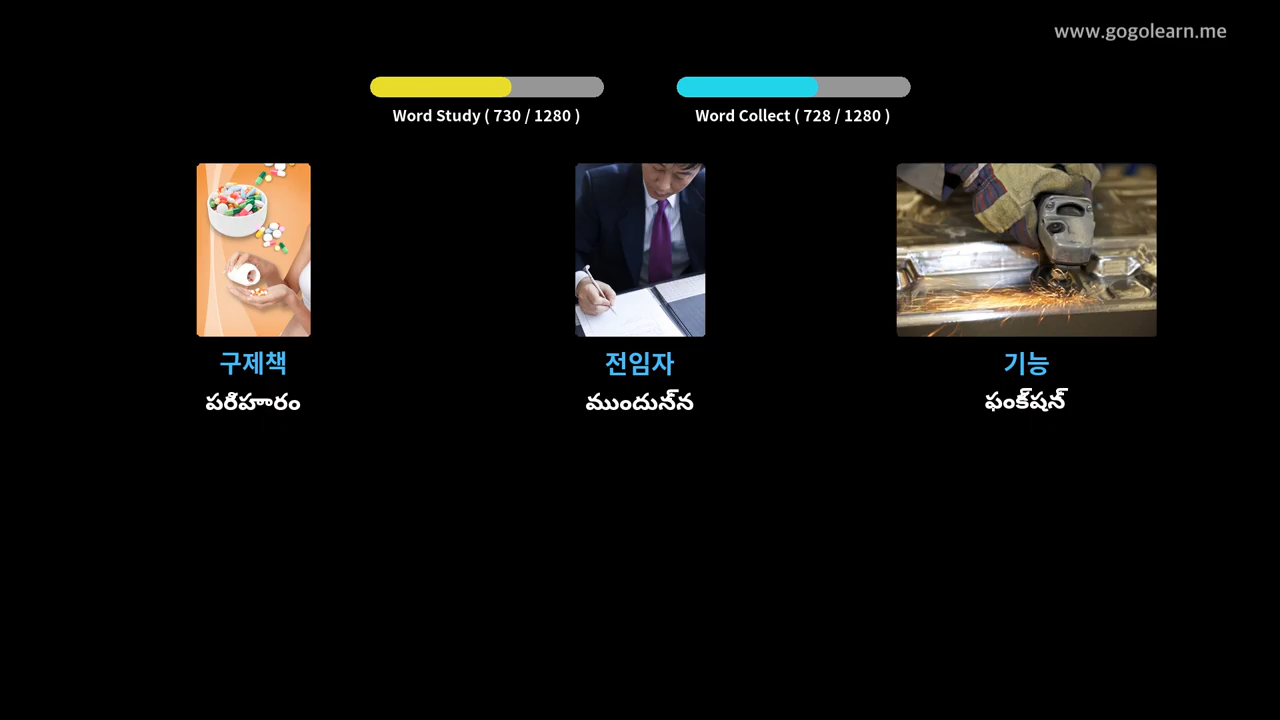 www.gogolearn.me
Word Study ( 730 / 1280 )
Word Collect ( 728 / 1280 )
구제책
전임자
기능
పరిహారం
ముందున్న
ఫంక్షన్